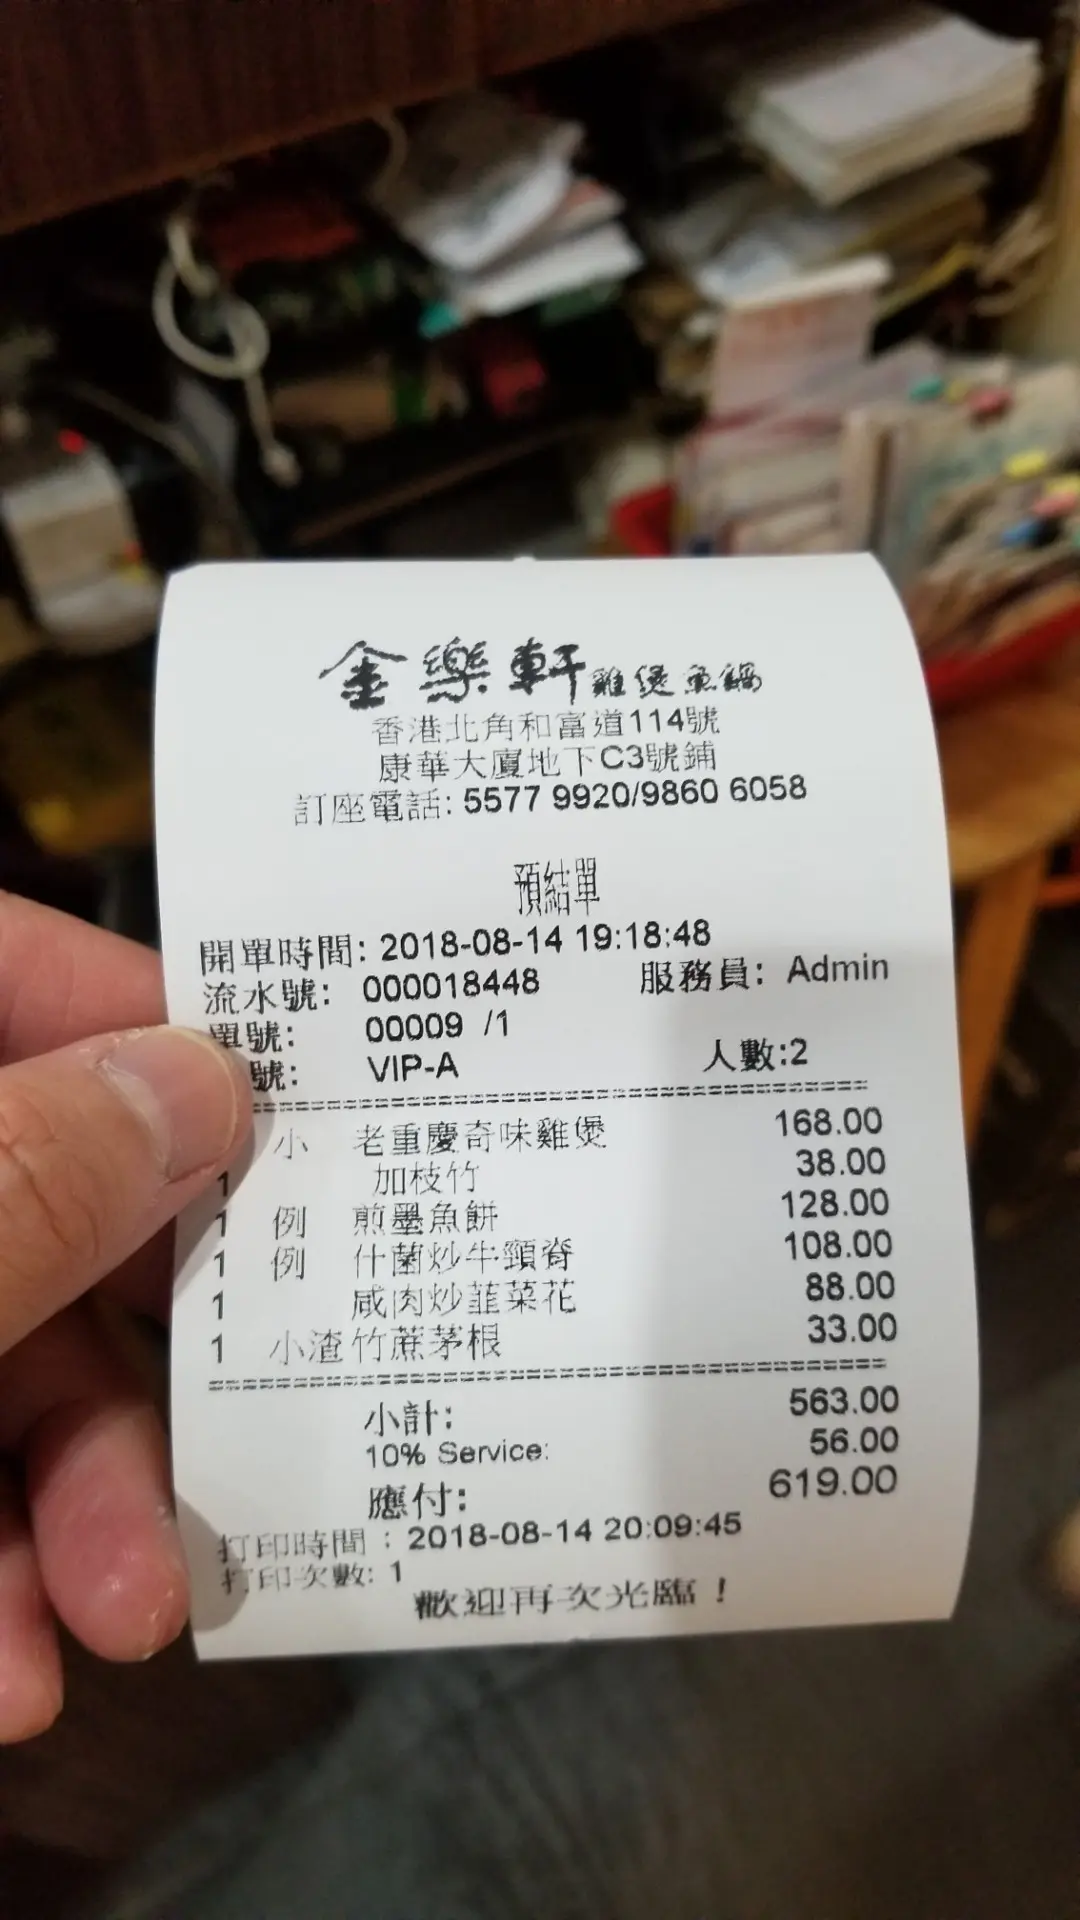 金樂軒雞煲魚鍋
香港北角和富道114號
康華大廈地下C3號鋪
訂座電話: 5577 9920/9860 6058
預結單
開單時間: 2018-08-14 19:18:48
流水號: 000018448 服務員: Admin
單號: 00009 /1
號: VIP-A 人數:2
小 老重慶奇味雞煲 168.00
1 加枝竹 38.00
1 例 煎墨魚餅 128.00
1 例 什菌炒牛頸脊 108.00
1 咸肉炒韮菜花 88.00
1 小渣 竹蔗茅根 33.00
小計: 563.00
10% Service: 56.00
應付: 619.00
打印時間 : 2018-08-14 20:09:45
打印次數: 1
歡迎再次光臨！